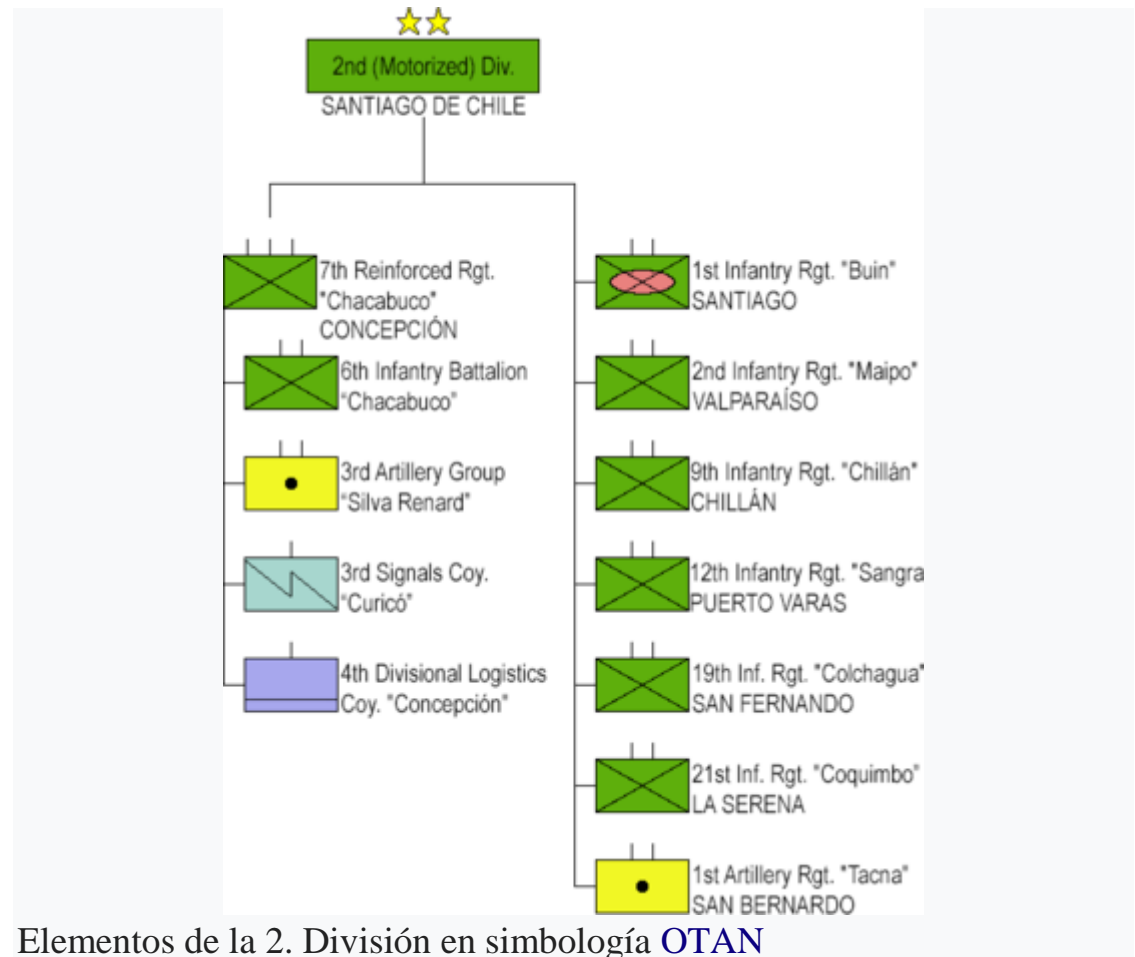 2nd (Motorized) Div.
SANTIAGO DE CHILE
7th Reinforced Rgt.
"Chacabuco"
CONCEPCIÓN
6th Infantry Battalion
"Chacabuco"
3rd Artillery Group
"Silva Renard"
3rd Signals Coy.
"Curicó"
4th Divisional Logistics
Coy. "Concepción"
1st Infantry Rgt. "Buin"
SANTIAGO
2nd Infantry Rgt. "Maipo"
VALPARAÍSO
9th Infantry Rgt. "Chillán"
CHILLÁN
12th Infantry Rgt. "Sangra
PUERTO VARAS
19th Inf. Rgt. "Colchagua"
SAN FERNANDO
21st Inf. Rgt. "Coquimbo"
LA SERENA
1st Artillery Rgt. "Tacna"
SAN BERNARDO
Elementos de la 2. División en simbología OTAN